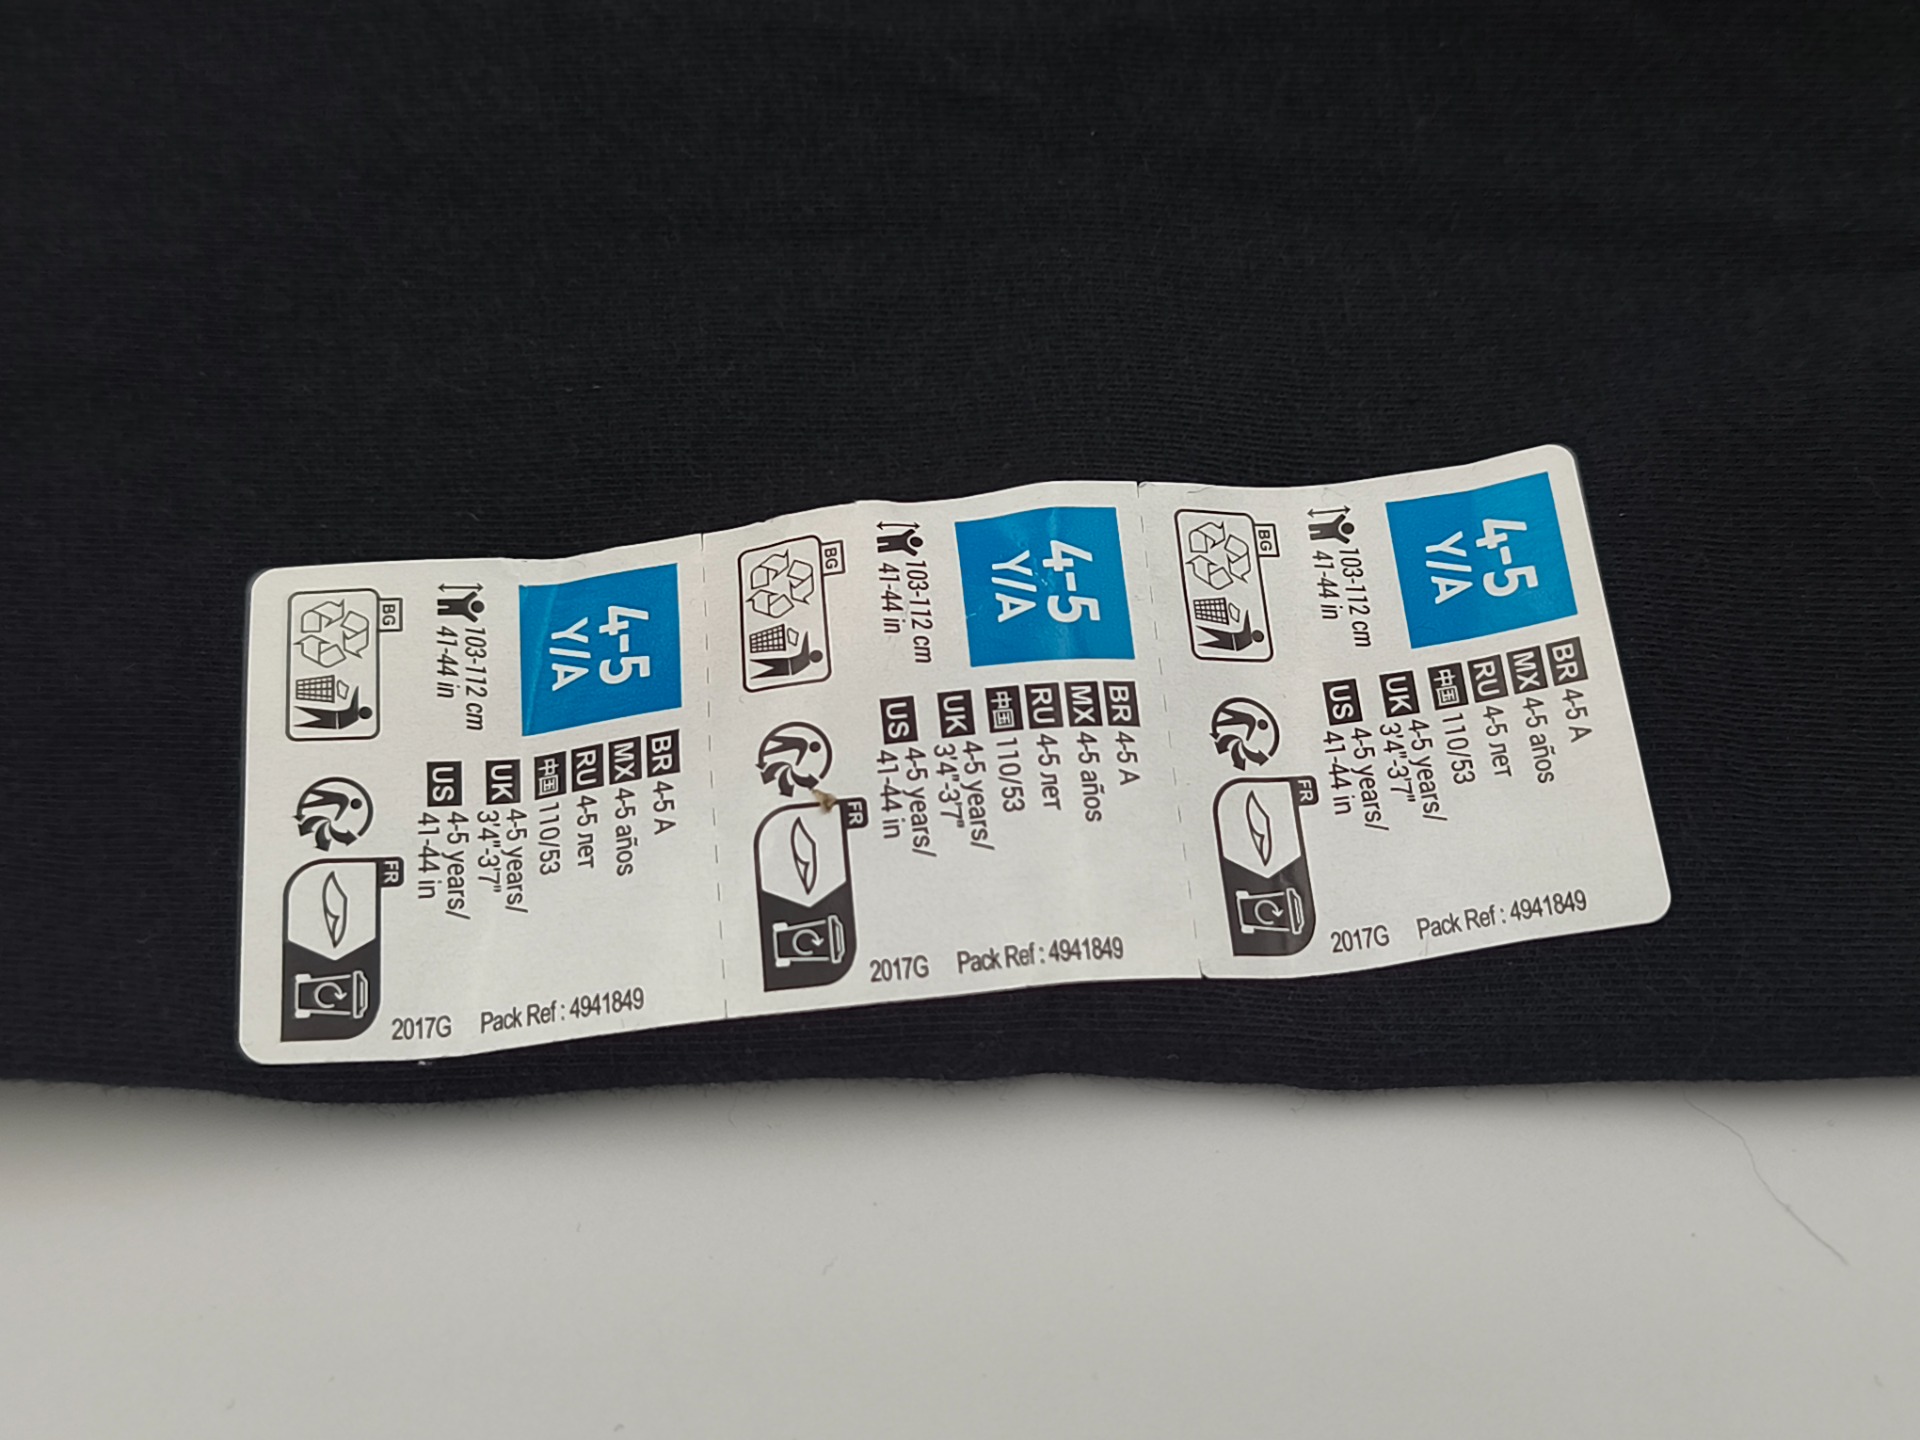 4-5
Y/A
103-112 cm
41-44 in
BG
BR 4-5 A
MX 4-5 años
RU 4-5 лет
中国 110/53
UK 4-5 years/
3'4"-3'7"
US 4-5 years/
41-44 in
FR
2017G Pack Ref : 4941849
4-5
Y/A
103-112 cm
41-44 in
BG
BR 4-5 A
MX 4-5 años
RU 4-5 лет
中国 110/53
UK 4-5 years/
3'4"-3'7"
US 4-5 years/
41-44 in
FR
2017G Pack Ref : 4941849
4-5
Y/A
103-112 cm
41-44 in
BG
BR 4-5 A
MX 4-5 años
RU 4-5 лет
中国 110/53
UK 4-5 years/
3'4"-3'7"
US 4-5 years/
41-44 in
FR
2017G Pack Ref : 4941849